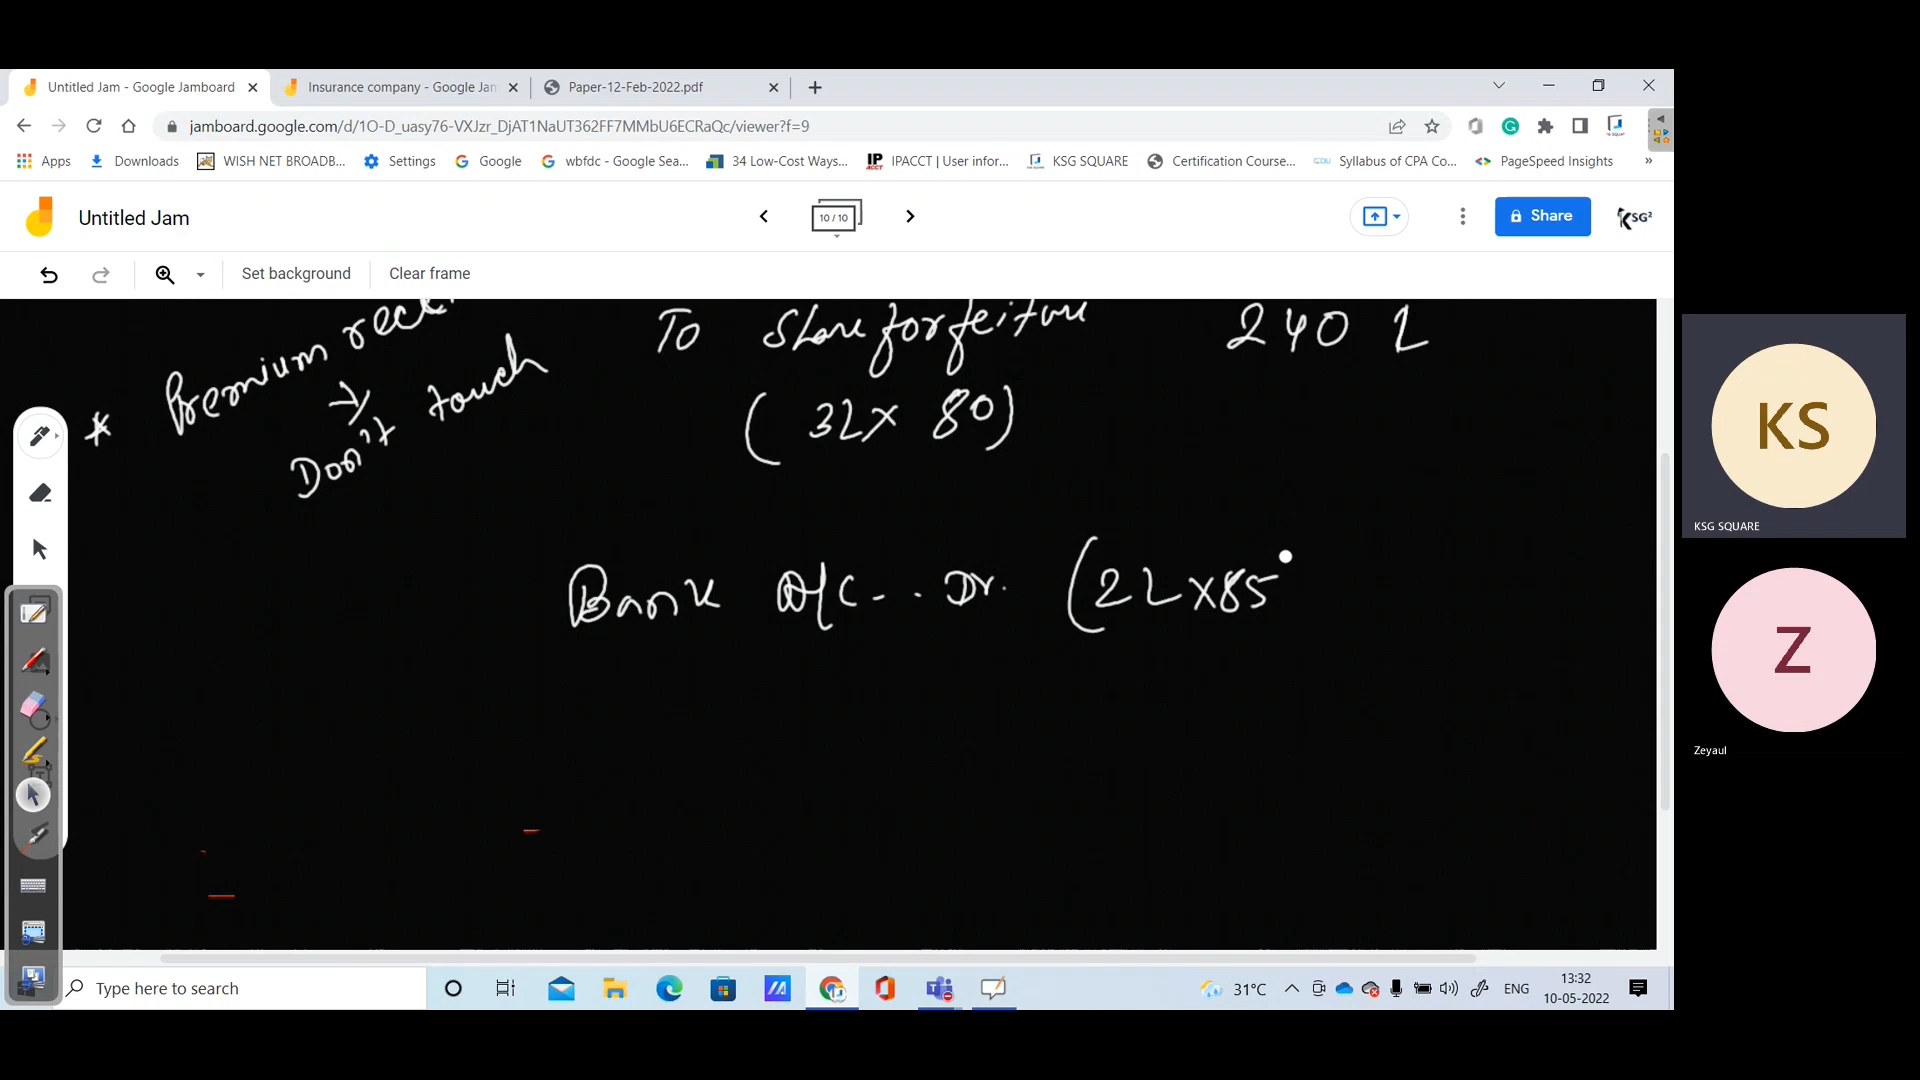 Untitled Jam - Google Jamboard
Insurance company - Google Jan
Paper-12-Feb-2022.pdf
jamboard.google.com/d/1O-D_uasy76-VXJzr_DjAT1NaUT362FF7MMbU6ECRaQc/viewer?f=9
Apps
Downloads
WISH NET BROADB...
Settings
Google
wbfdc - Google Sea...
34 Low-Cost Ways...
IPACCT | User infor...
KSG SQUARE
Certification Course...
Syllabus of CPA Co...
PageSpeed Insights
»
Untitled Jam
10 / 10
Share
KSG²
Set background
Clear frame
To Share forfeiture 240 L
(32 × 80)
* Premium
→
Don't touch
Bank A/C -- Dr. (2L×85
KS
KSG SQUARE
Z
Zeyaul
Type here to search
31°C
ENG
13:32
10-05-2022